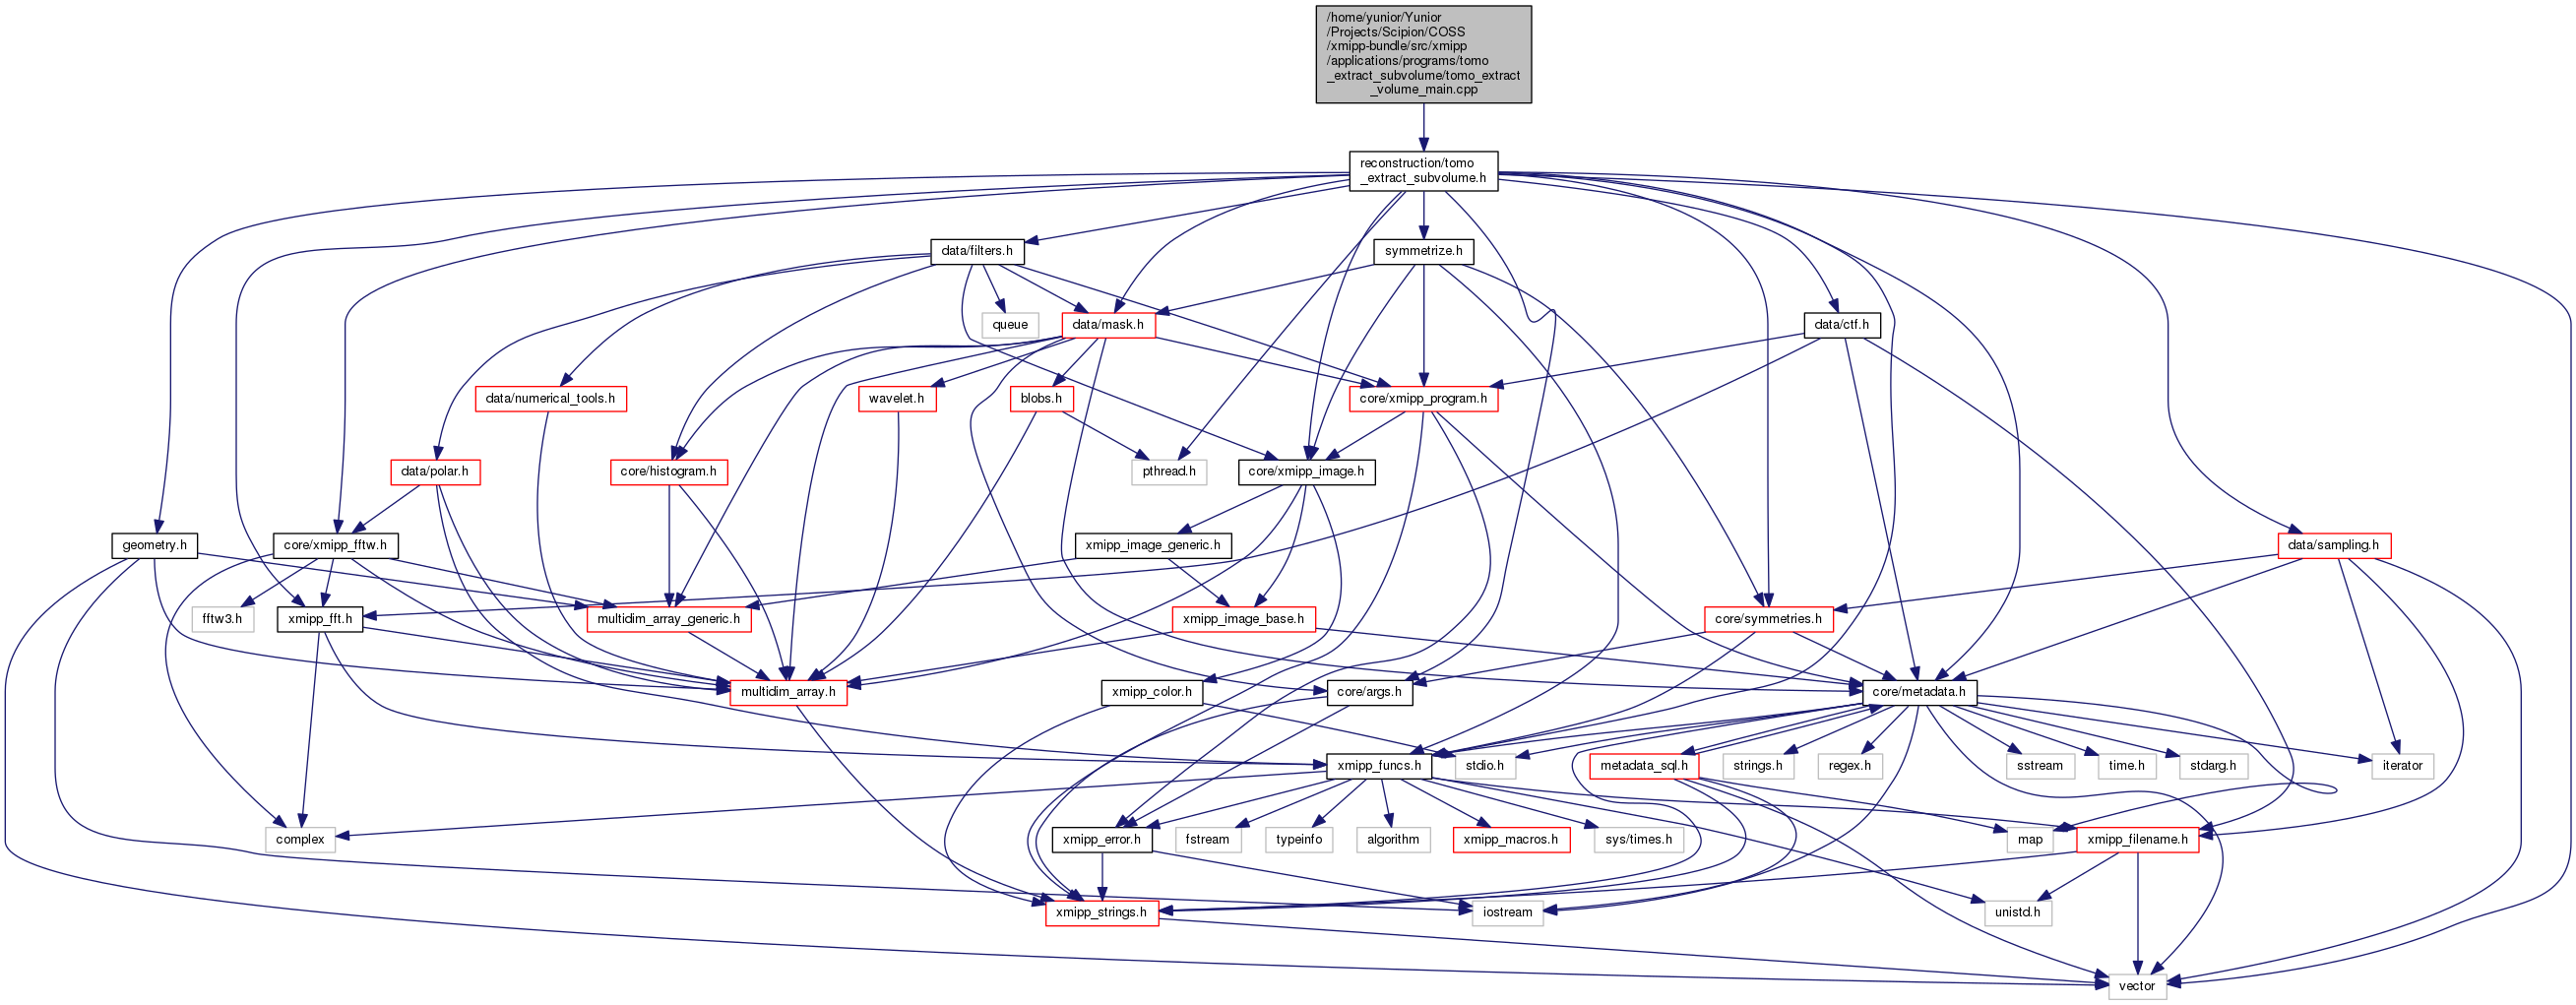 /home/yunior/Yunior
/Projects/Scipion/COSS
/xmipp-bundle/src/xmipp
/applications/programs/tomo
_extract_subvolume/tomo_extract
_volume_main.cpp
reconstruction/tomo
_extract_subvolume.h
data/filters.h
symmetrize.h
queue
data/mask.h
data/ctf.h
data/numerical_tools.h
wavelet.h
blobs.h
core/xmipp_program.h
data/polar.h
core/histogram.h
pthread.h
core/xmipp_image.h
geometry.h
core/xmipp_fftw.h
xmipp_image_generic.h
data/sampling.h
fftw3.h
xmipp_fft.h
multidim_array_generic.h
xmipp_image_base.h
core/symmetries.h
multidim_array.h
xmipp_color.h
core/args.h
core/metadata.h
xmipp_funcs.h
stdio.h
metadata_sql.h
strings.h
regex.h
sstream
time.h
stdarg.h
iterator
complex
xmipp_error.h
fstream
typeinfo
algorithm
xmipp_macros.h
sys/times.h
map
xmipp_filename.h
xmipp_strings.h
iostream
unistd.h
vector